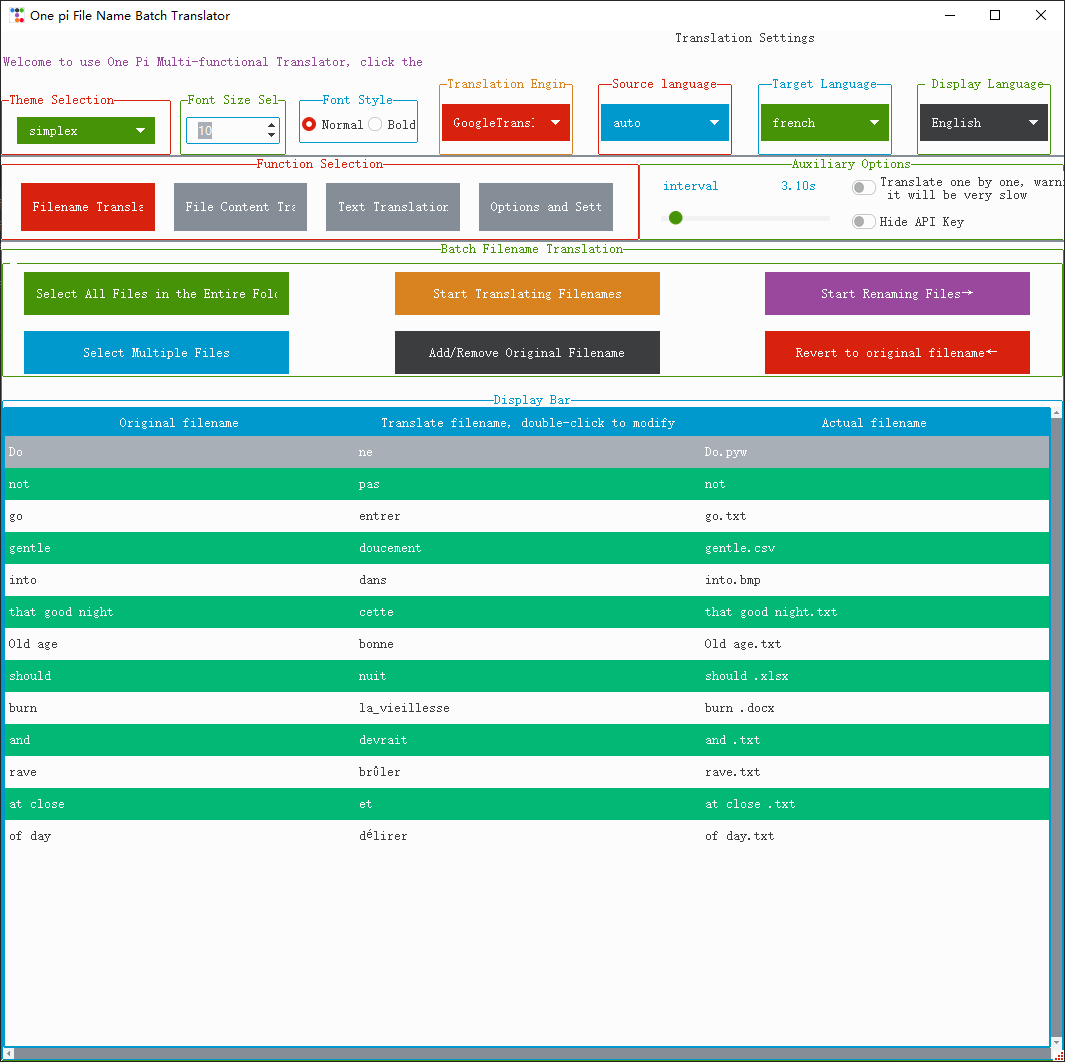 One pi File Name Batch Translator
Translation Settings
Welcome to use One Pi Multi-functional Translator, click the
Theme Selection
Font Size Sel
Font Style
Translation Engin
Source language
Target Language
Display Language
simplex
10
Normal
Bold
GoogleTransl
auto
french
English
Function Selection
Auxiliary Options
Filename Transla
File Content Tra
Text Translation
Options and Sett
interval
3.10s
Translate one by one, warni
it will be very slow
Hide API Key
Batch Filename Translation
Select All Files in the Entire Fold
Start Translating Filenames
Start Renaming Files→
Select Multiple Files
Add/Remove Original Filename
Revert to original filename←
Display Bar
Original filename Translate filename, double-click to modify Actual filename
Do ne Do.pyw
not pas not
go entrer go.txt
gentle doucement gentle.csv
into dans into.bmp
that good night cette that good night.txt
Old age bonne Old age.txt
should nuit should .xlsx
burn la_vieillesse burn .docx
and devrait and .txt
rave brûler rave.txt
at close et at close .txt
of day délirer of day.txt